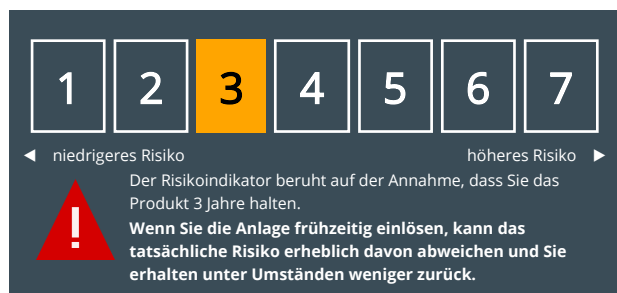 1 2 3 4 5 6 7
◄ niedrigeres Risiko höheres Risiko ►
Der Risikoindikator beruht auf der Annahme, dass Sie das
Produkt 3 Jahre halten.
! Wenn Sie die Anlage frühzeitig einlösen, kann das
tatsächliche Risiko erheblich davon abweichen und Sie
erhalten unter Umständen weniger zurück.